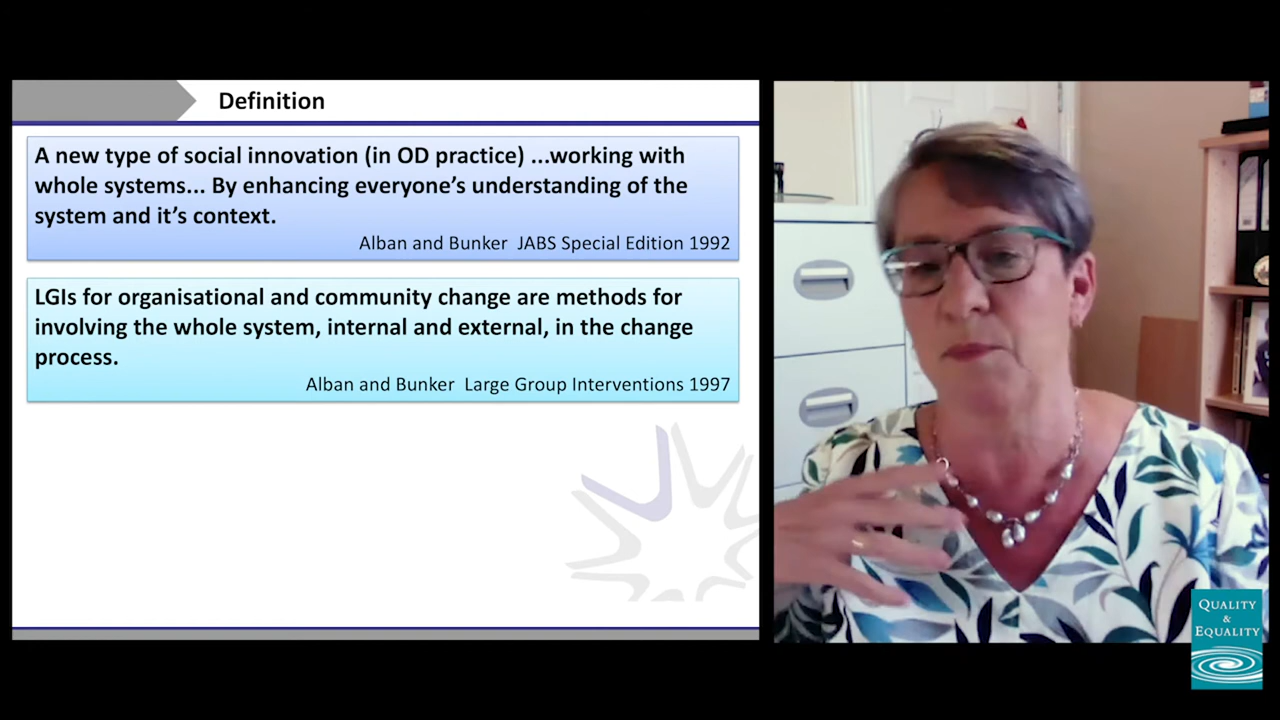 Definition
A new type of social innovation (in OD practice) ...working with
whole systems... By enhancing everyone's understanding of the
system and it's context.
Alban and Bunker JABS Special Edition 1992
LGIs for organisational and community change are methods for
involving the whole system, internal and external, in the change
process.
Alban and Bunker Large Group Interventions 1997
QUALITY
&
EQUALITY